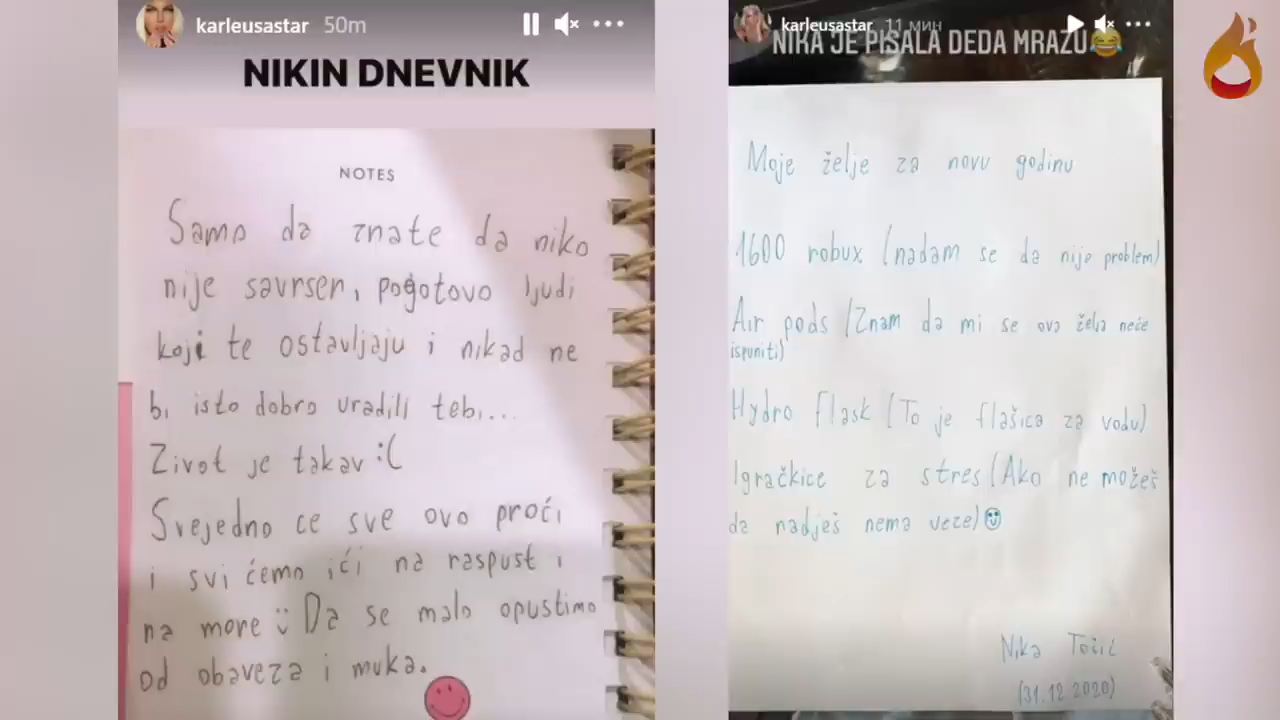 karleusastar 50m
NIKIN DNEVNIK
NOTES
Samo da znate da niko
nije savrsen, pogotovo ljudi
koji te ostavljaju i nikad ne
bi isto dobro uradili tebi...
Zivot je takav :(
Svejedno ce sve ovo proći
i svi ćemo ići na raspust i
na more Da se malo opustimo
od obaveza i muka.
karleusastar 11 мин
NIKA JE PISALA DEDA MRAZU😂
Moje želje za novu godinu
1600 robux (nadam se da nije problem)
Air pods (Znam da mi se ova želja neće
ispuniti)
Hydro flask (To je flašica za vodu)
Igračkice za stres (Ako ne možeš
da nadješ nema veze)
Nika Tošić
(31.12.2020)